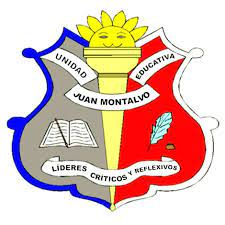 UNIDAD EDUCATIVA
JUAN MONTALVO
LÍDERES CRÍTICOS Y REFLEXIVOS